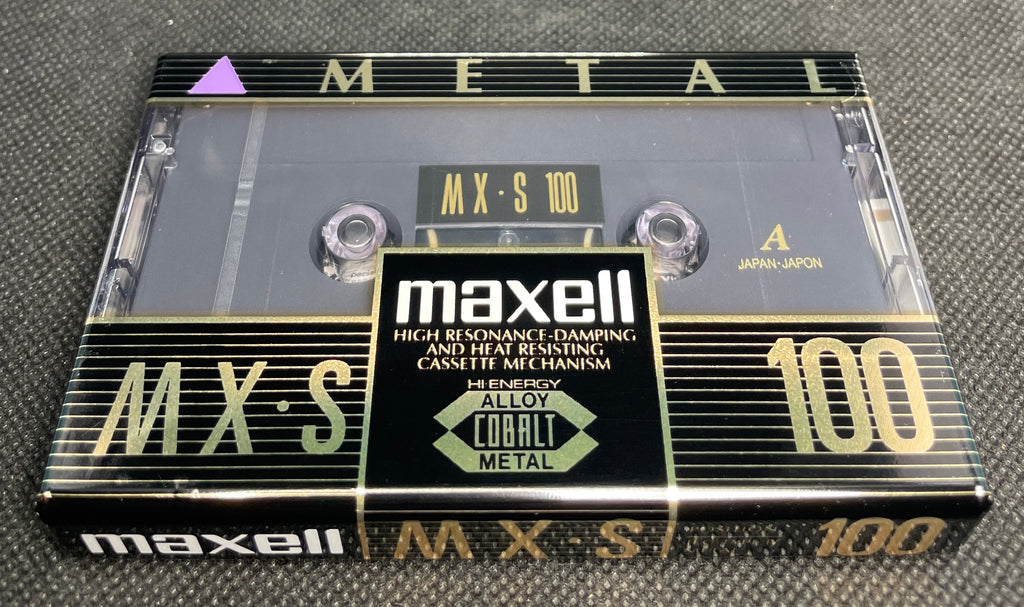 METAL
MX·S 100
A
JAPAN·JAPON
maxell
HIGH RESONANCE-DAMPING
AND HEAT RESISTING
CASSETTE MECHANISM
HI-ENERGY
ALLOY
COBALT
METAL
MX·S
100
maxell
MX·S
100